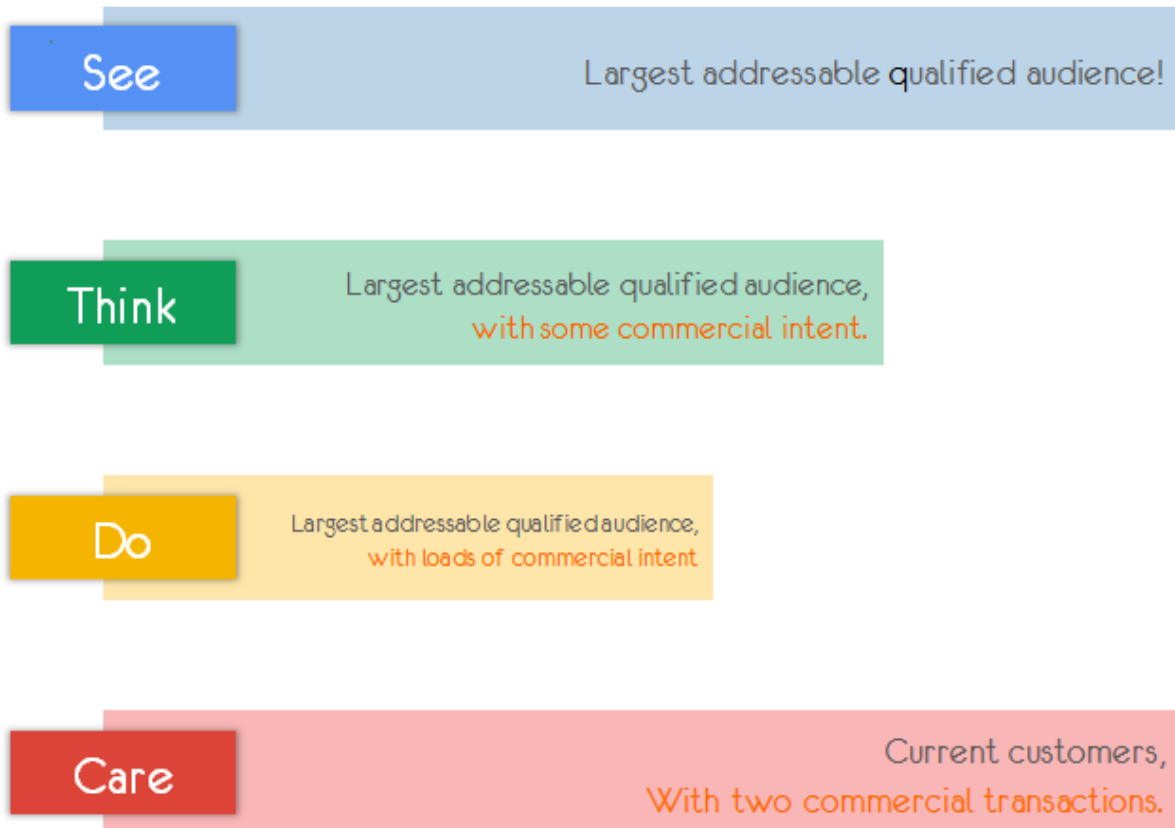 See
Largest addressable qualified audience!
Think
Largest addressable qualified audience,
with some commercial intent.
Do
Largest addressable qualified audience,
with loads of commercial intent
Care
Current customers,
With two commercial transactions.